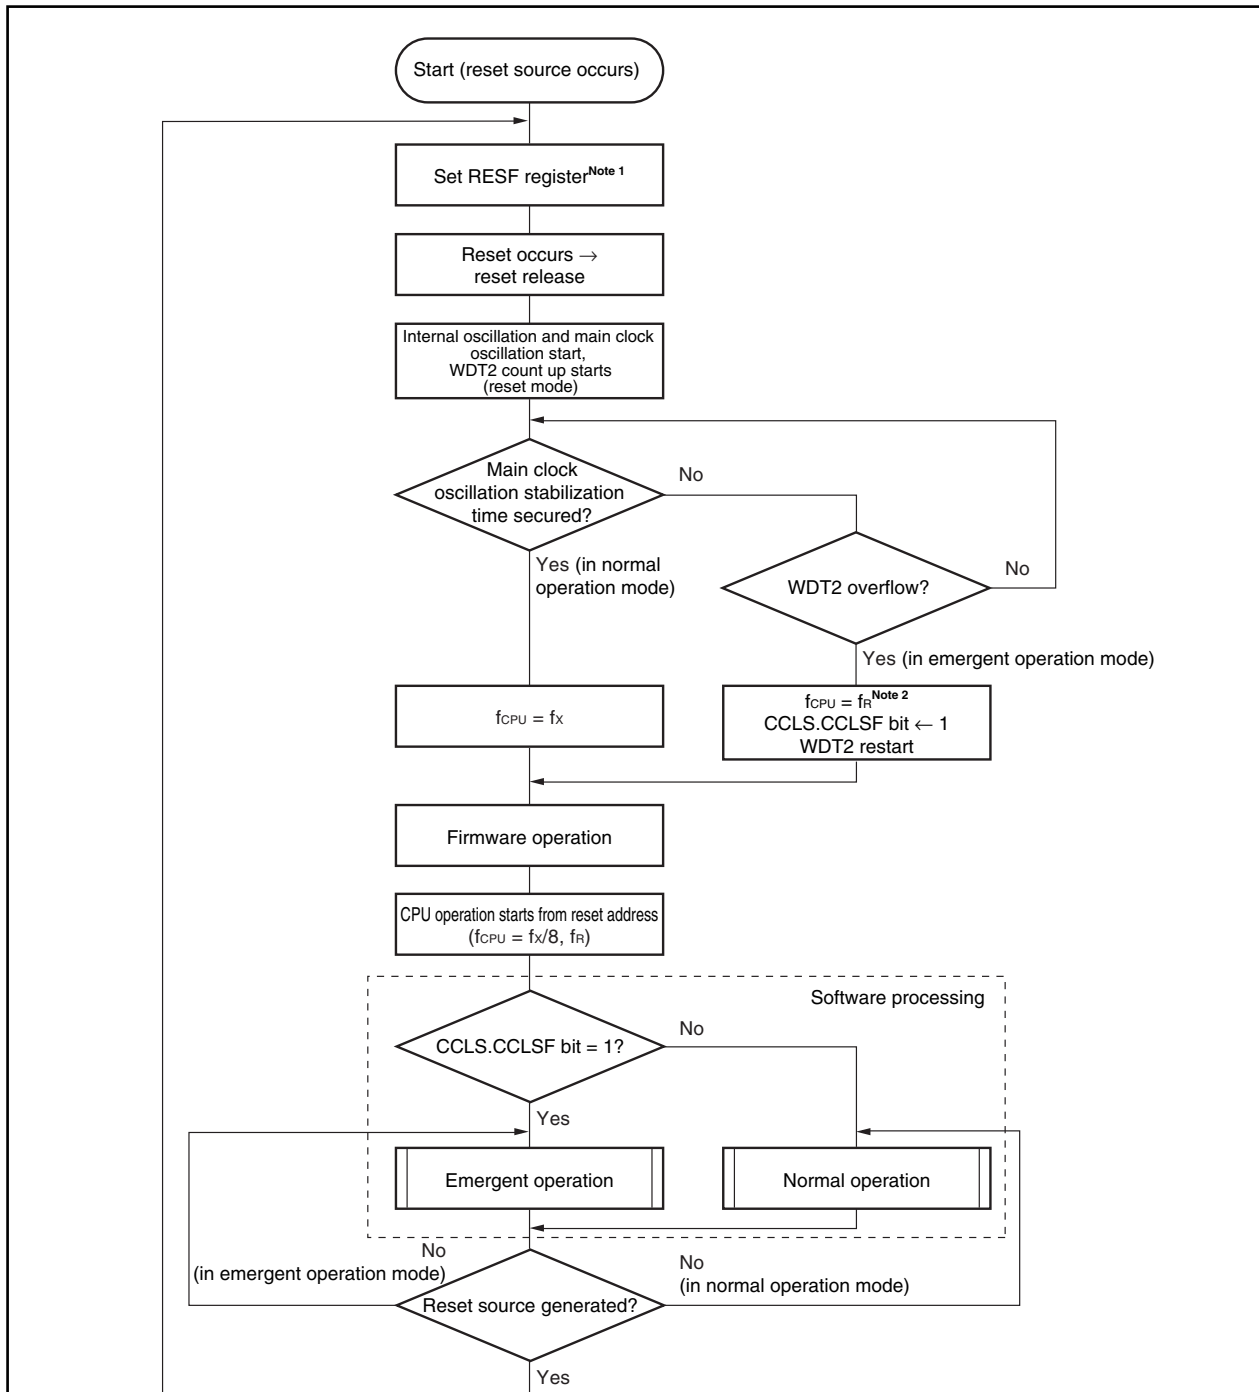 Start (reset source occurs)
Set RESF register Note 1
Reset occurs →
reset release
Internal oscillation and main clock
oscillation start,
WDT2 count up starts
(reset mode)
Main clock
oscillation stabilization
time secured?
No
Yes (in normal
operation mode)
WDT2 overflow?
No
Yes (in emergent operation mode)
fCPU = fX
fCPU = fR Note 2
CCLS.CCLSF bit ← 1
WDT2 restart
Firmware operation
CPU operation starts from reset address
(fCPU = fX/8, fR)
Software processing
CCLS.CCLSF bit = 1?
No
Yes
Emergent operation
Normal operation
No
(in emergent operation mode)
No
(in normal operation mode)
Reset source generated?
Yes